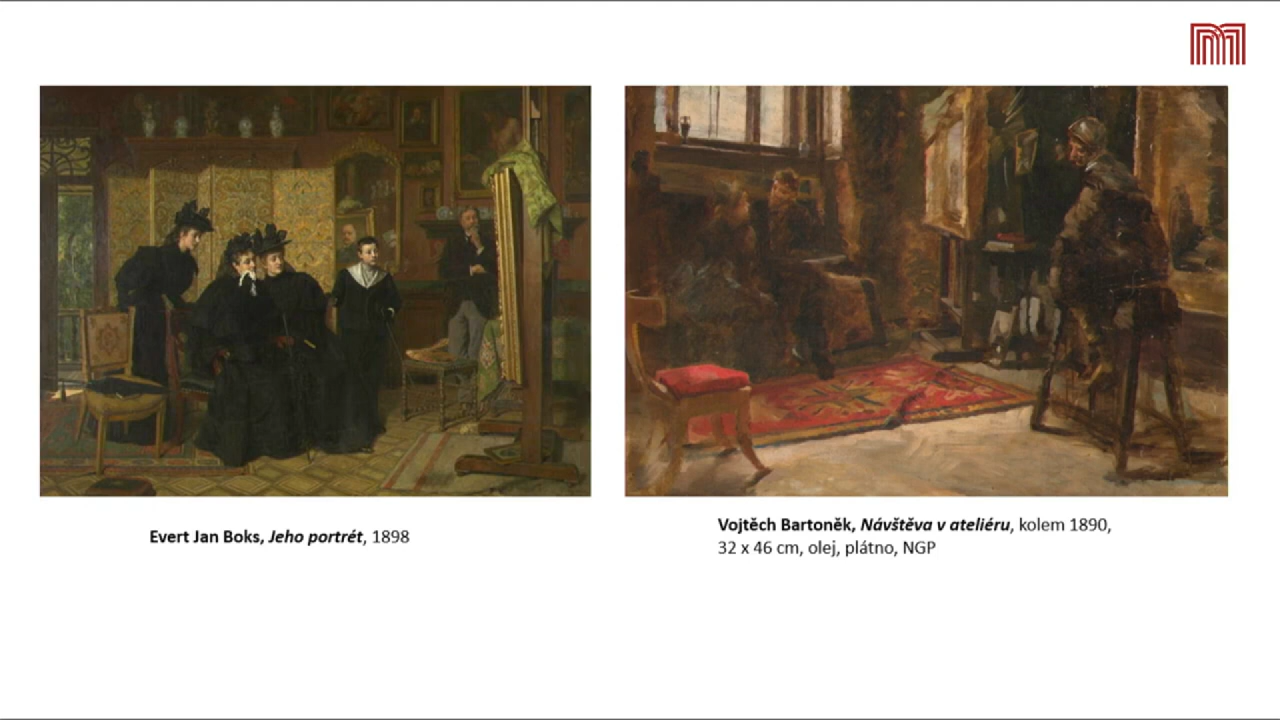 Evert Jan Boks, Jeho portrét, 1898
Vojtěch Bartoněk, Návštěva v ateliéru, kolem 1890,
32 x 46 cm, olej, plátno, NGP